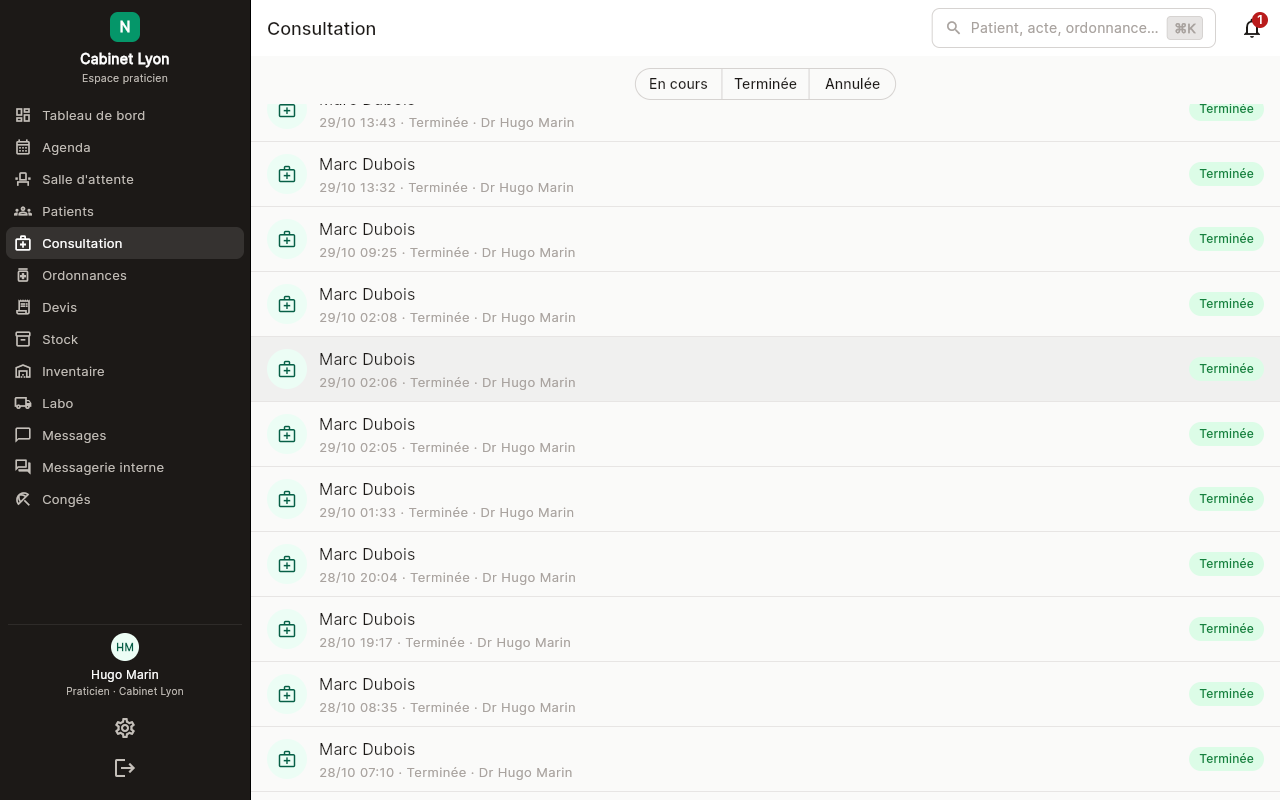 N
Cabinet Lyon
Espace praticien
Tableau de bord
Agenda
Salle d'attente
Patients
Consultation
Ordonnances
Devis
Stock
Inventaire
Labo
Messages
Messagerie interne
Congés
HM
Hugo Marin
Praticien · Cabinet Lyon
Consultation
Patient, acte, ordonnance... ⌘K
1
En cours Terminée Annulée
Marc Dubois
29/10 13:43 · Terminée · Dr Hugo Marin
Terminée
Marc Dubois
29/10 13:32 · Terminée · Dr Hugo Marin
Terminée
Marc Dubois
29/10 09:25 · Terminée · Dr Hugo Marin
Terminée
Marc Dubois
29/10 02:08 · Terminée · Dr Hugo Marin
Terminée
Marc Dubois
29/10 02:06 · Terminée · Dr Hugo Marin
Terminée
Marc Dubois
29/10 02:05 · Terminée · Dr Hugo Marin
Terminée
Marc Dubois
29/10 01:33 · Terminée · Dr Hugo Marin
Terminée
Marc Dubois
28/10 20:04 · Terminée · Dr Hugo Marin
Terminée
Marc Dubois
28/10 19:17 · Terminée · Dr Hugo Marin
Terminée
Marc Dubois
28/10 08:35 · Terminée · Dr Hugo Marin
Terminée
Marc Dubois
28/10 07:10 · Terminée · Dr Hugo Marin
Terminée